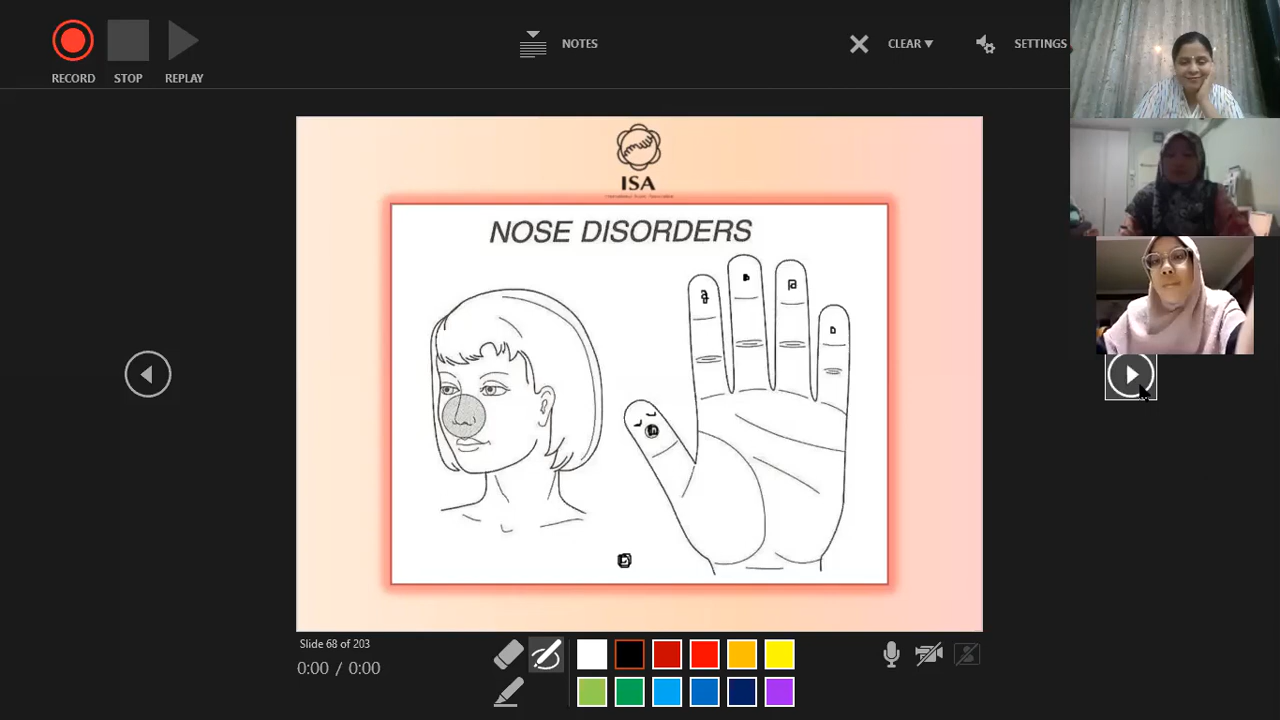 RECORD STOP REPLAY
NOTES
CLEAR
SETTINGS
ISA
NOSE DISORDERS
Slide 68 of 203
0:00 / 0:00